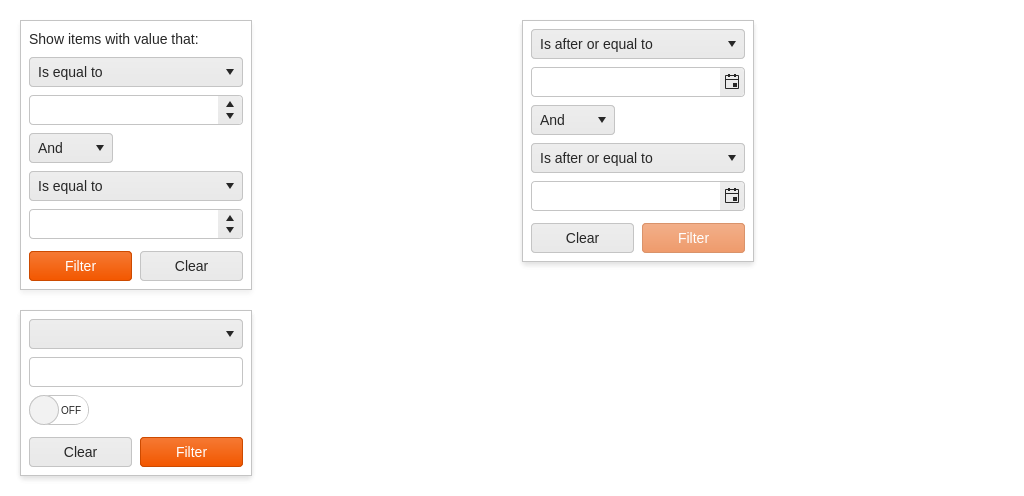 Show items with value that:
Is equal to
And
Is equal to
Filter Clear
OFF
Clear Filter
Is after or equal to
And
Is after or equal to
Clear Filter